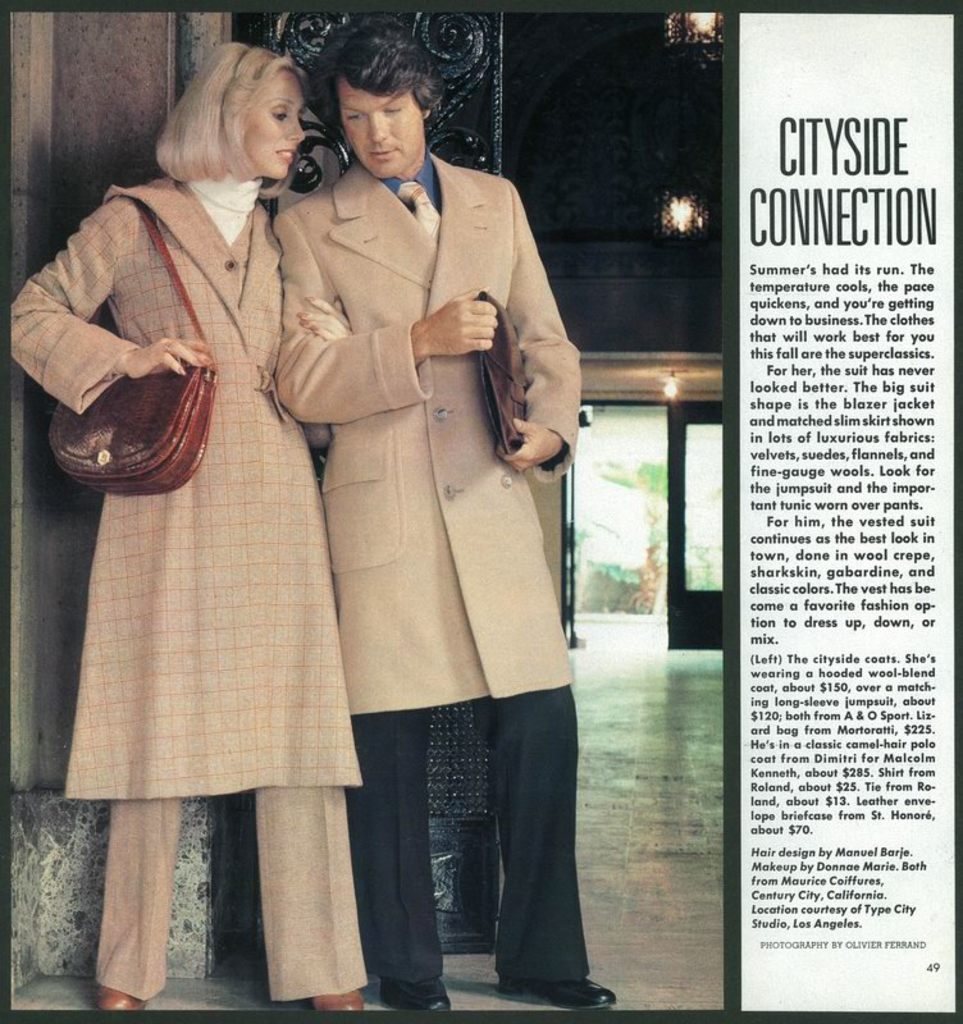 CITYSIDE
CONNECTION
Summer's had its run. The
temperature cools, the pace
quickens, and you're getting
down to business. The clothes
that will work best for you
this fall are the superclassics.
For her, the suit has never
looked better. The big suit
shape is the blazer jacket
and matched slim skirt shown
in lots of luxurious fabrics:
velvets, suedes, flannels, and
fine-gauge wools. Look for
the jumpsuit and the impor-
tant tunic worn over pants.
For him, the vested suit
continues as the best look in
town, done in wool crepe,
sharkskin, gabardine, and
classic colors. The vest has be-
come a favorite fashion op-
tion to dress up, down, or
mix.
(Left) The cityside coats. She's
wearing a hooded wool-blend
coat, about $150, over a match-
ing long-sleeve jumpsuit, about
$120; both from A & O Sport. Liz-
ard bag from Mortoratti, $225.
He's in a classic camel-hair polo
coat from Dimitri for Malcolm
Kenneth, about $285. Shirt from
Roland, about $25. Tie from Ro-
land, about $13. Leather enve-
lope briefcase from St. Honoré,
about $70.
Hair design by Manuel Barje.
Makeup by Donnae Marie. Both
from Maurice Coiffures,
Century City, California.
Location courtesy of Type City
Studio, Los Angeles.
PHOTOGRAPHY BY OLIVIER FERRAND
49